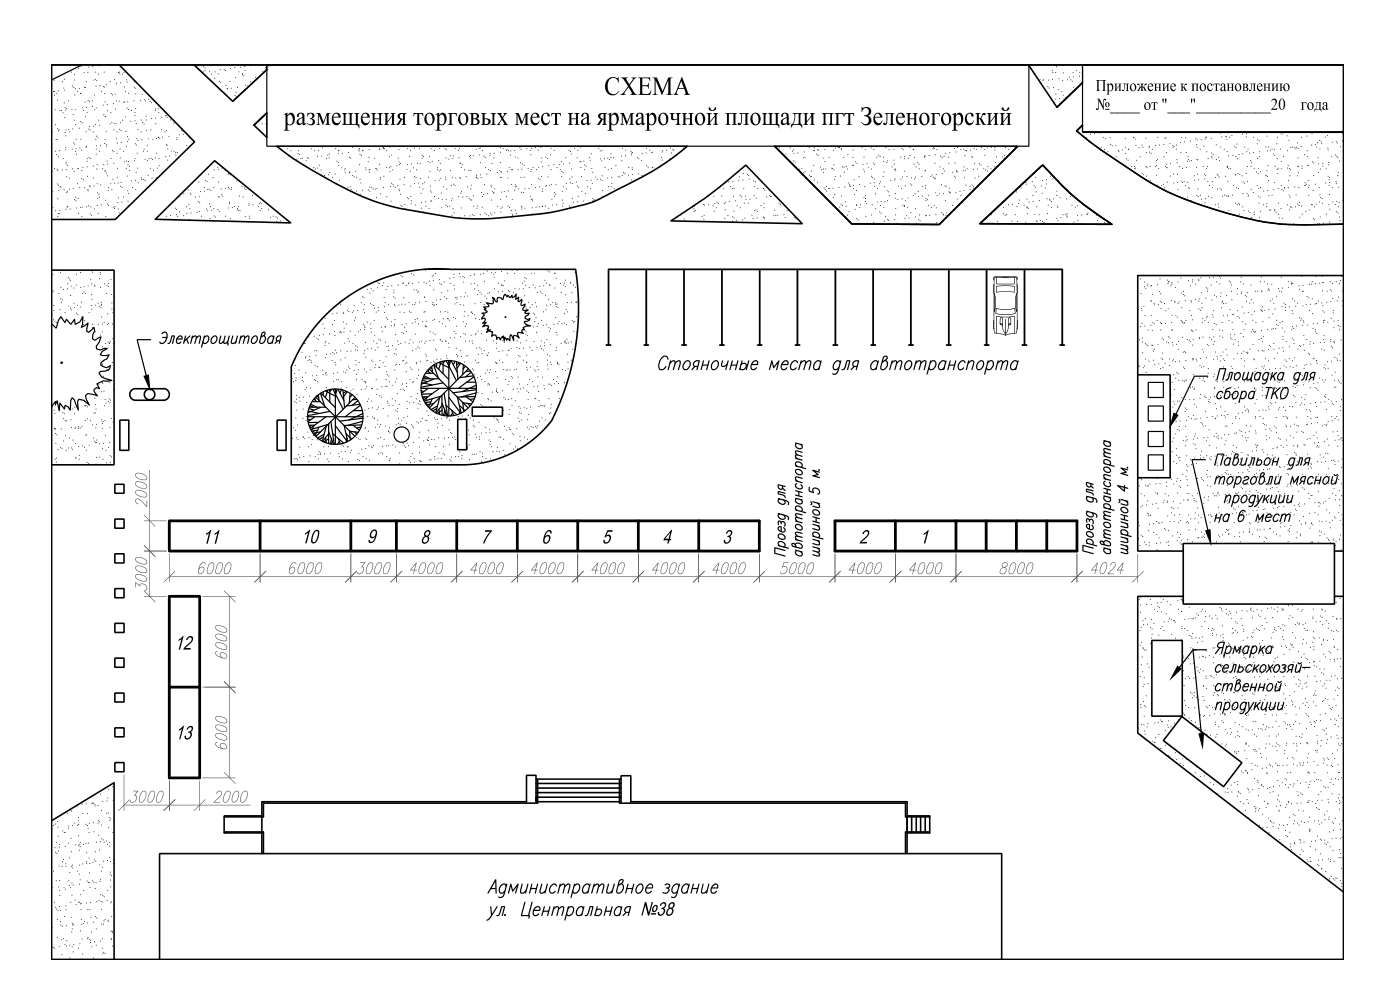 СХЕМА
размещения торговых мест на ярмарочной площади пгт Зеленогорский
Приложение к постановлению
№____ от "___"__________20    года
Электрощитовая
Стояночные места для автотранспорта
Площадка для
сбора ТКО
Павильон для
торговли мясной
продукции
на 6 мест
Проезд для
автотранспорта
шириной 5 м.
Проезд для
автотранспорта
шириной 4 м.
2000
11 10 9 8 7 6 5 4 3 2 1
3000
6000 6000 3000 4000 4000 4000 4000 4000 4000 5000 4000 4000 8000 4024
12
6000
13
6000
3000 2000
Ярмарка
сельскохозяй-
ственной
продукции
Административное здание
ул. Центральная №38